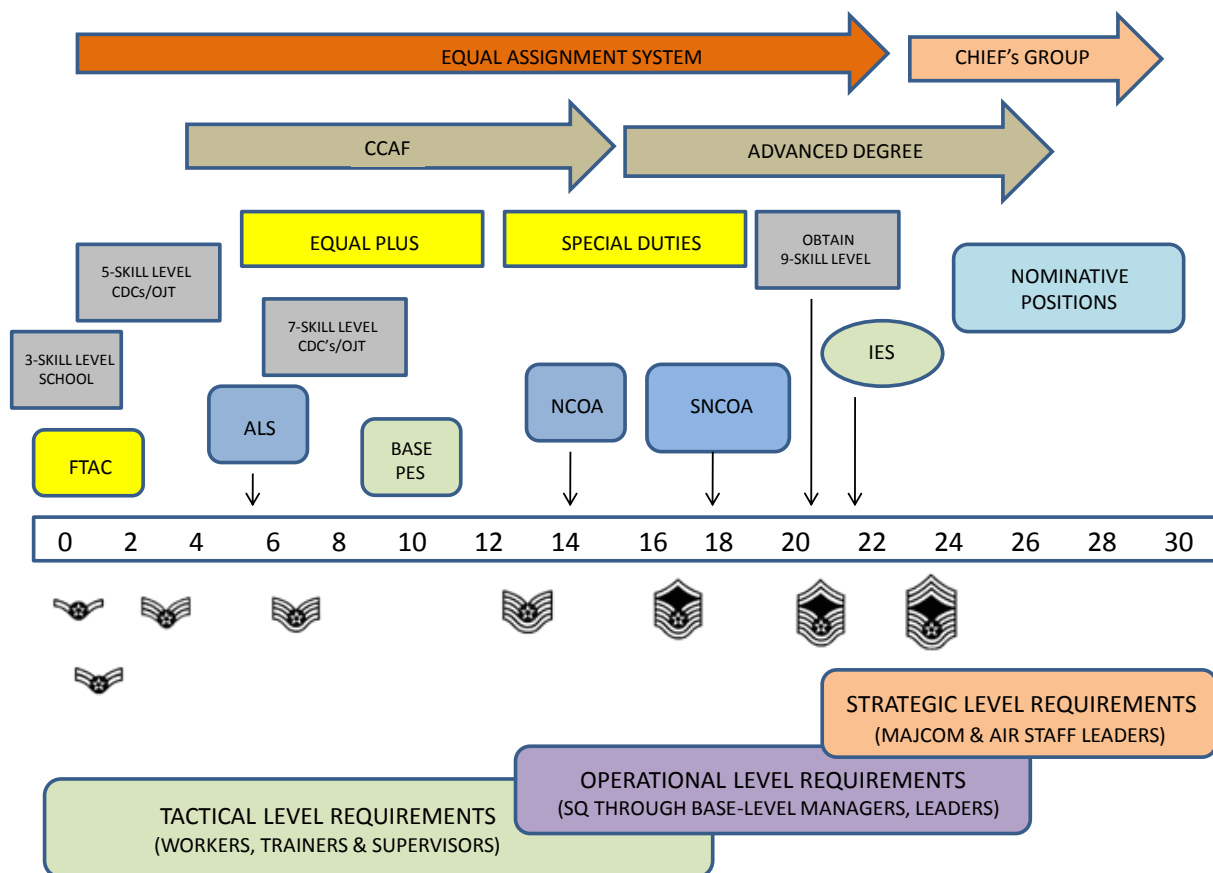 EQUAL ASSIGNMENT SYSTEM
CHIEF's GROUP
CCAF
ADVANCED DEGREE
5-SKILL LEVEL
CDCs/OJT
EQUAL PLUS
SPECIAL DUTIES
OBTAIN
9-SKILL LEVEL
NOMINATIVE
POSITIONS
3-SKILL LEVEL
SCHOOL
7-SKILL LEVEL
CDC's/OJT
IES
FTAC
ALS
BASE
PES
NCOA
SNCOA
0 2 4 6 8 10 12 14 16 18 20 22 24 26 28 30
STRATEGIC LEVEL REQUIREMENTS
(MAJCOM & AIR STAFF LEADERS)
OPERATIONAL LEVEL REQUIREMENTS
(SQ THROUGH BASE-LEVEL MANAGERS, LEADERS)
TACTICAL LEVEL REQUIREMENTS
(WORKERS, TRAINERS & SUPERVISORS)